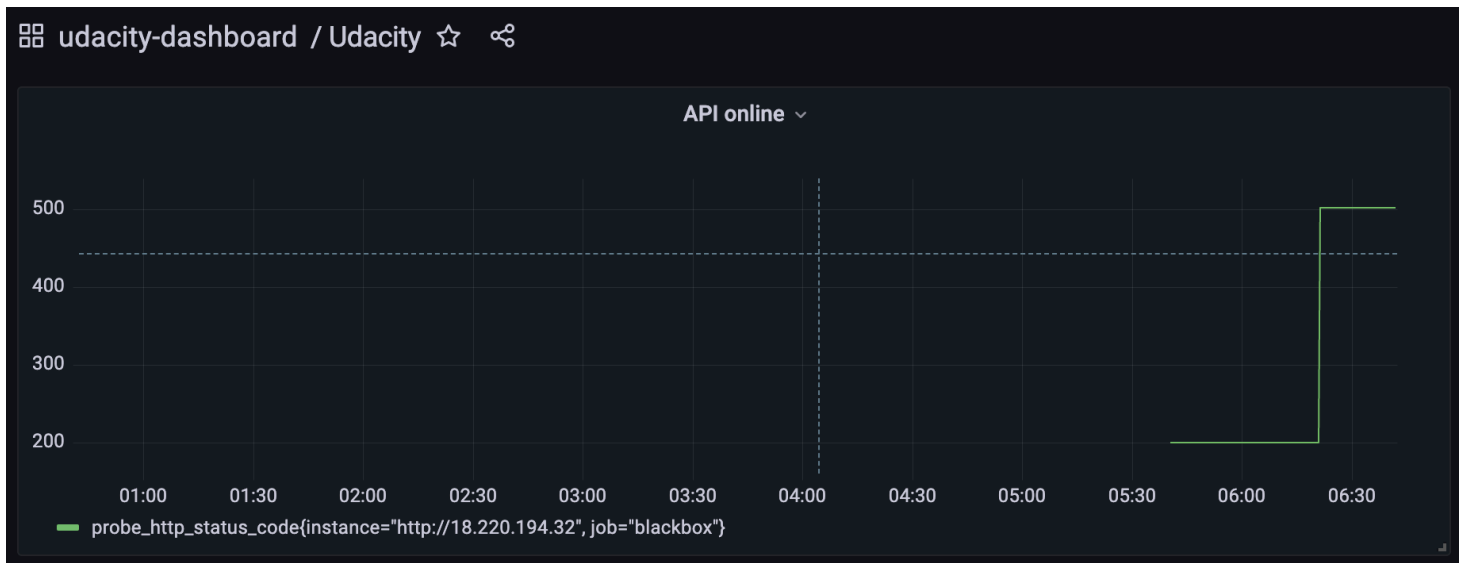 udacity-dashboard / Udacity
API online
500
400
300
200
01:00 01:30 02:00 02:30 03:00 03:30 04:00 04:30 05:00 05:30 06:00 06:30
probe_http_status_code{instance="http://18.220.194.32", job="blackbox"}